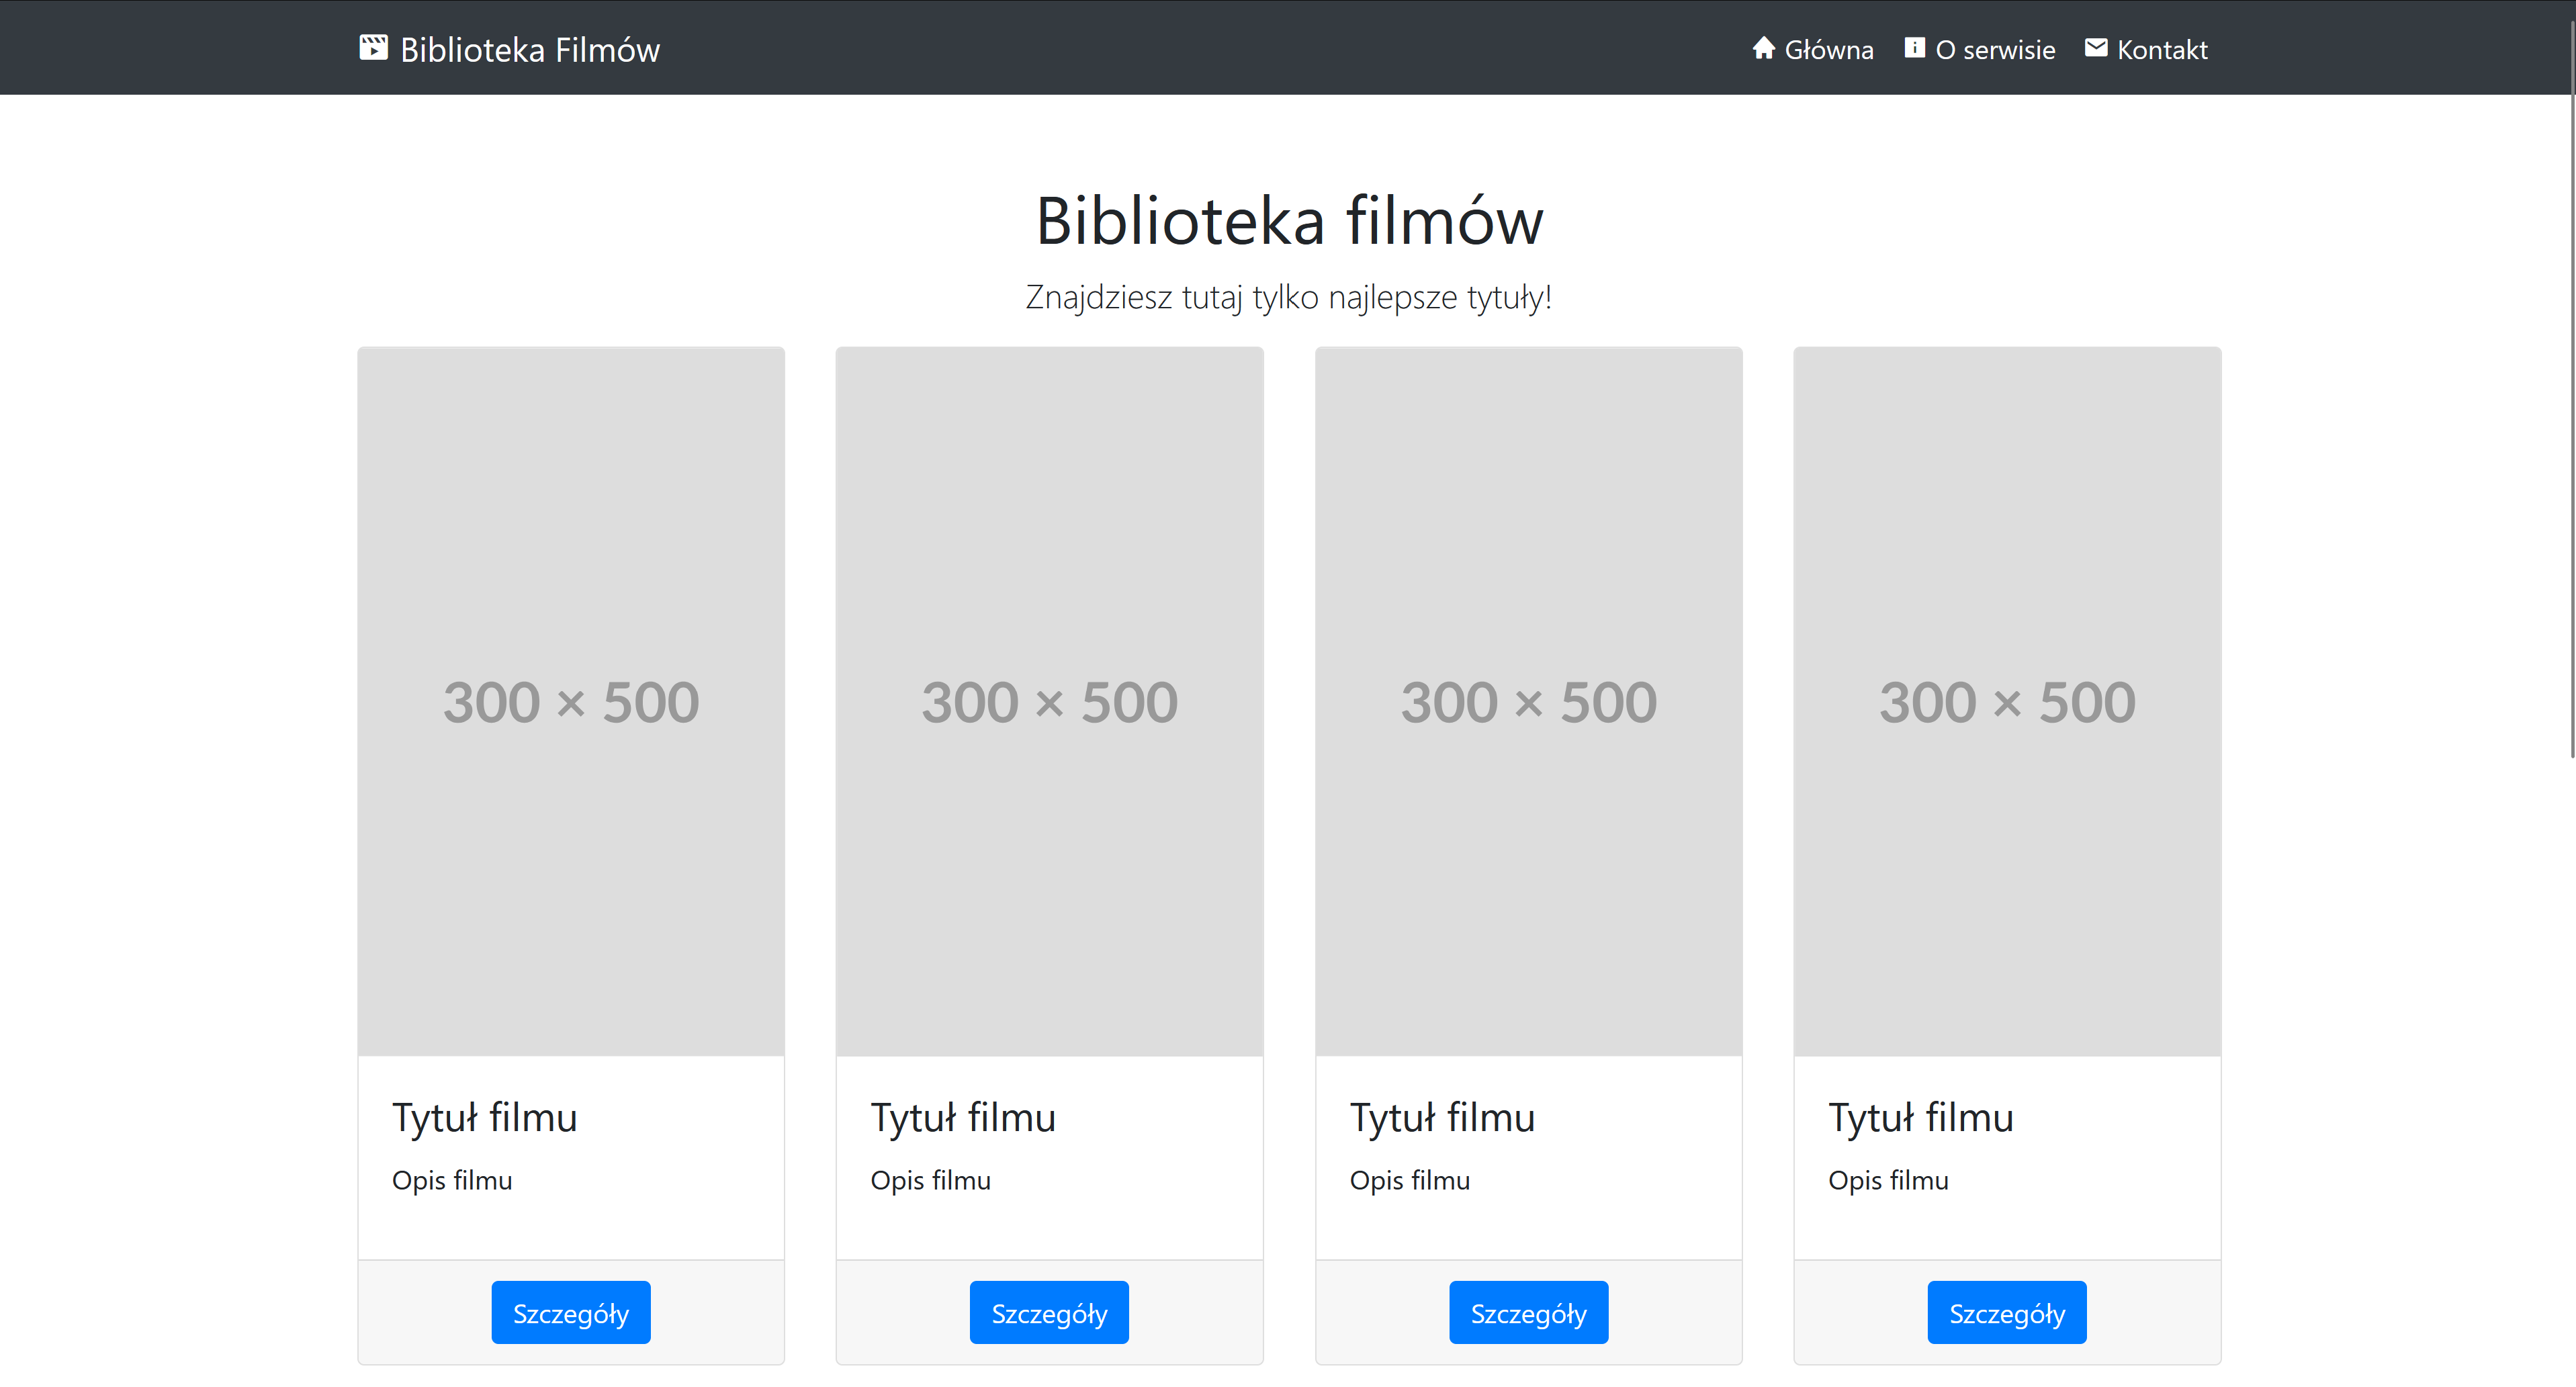 Biblioteka Filmów
Główna O serwisie Kontakt
Biblioteka filmów
Znajdziesz tutaj tylko najlepsze tytuły!
300 × 500
300 × 500
300 × 500
300 × 500
Tytuł filmu
Opis filmu
Szczegóły
Tytuł filmu
Opis filmu
Szczegóły
Tytuł filmu
Opis filmu
Szczegóły
Tytuł filmu
Opis filmu
Szczegóły